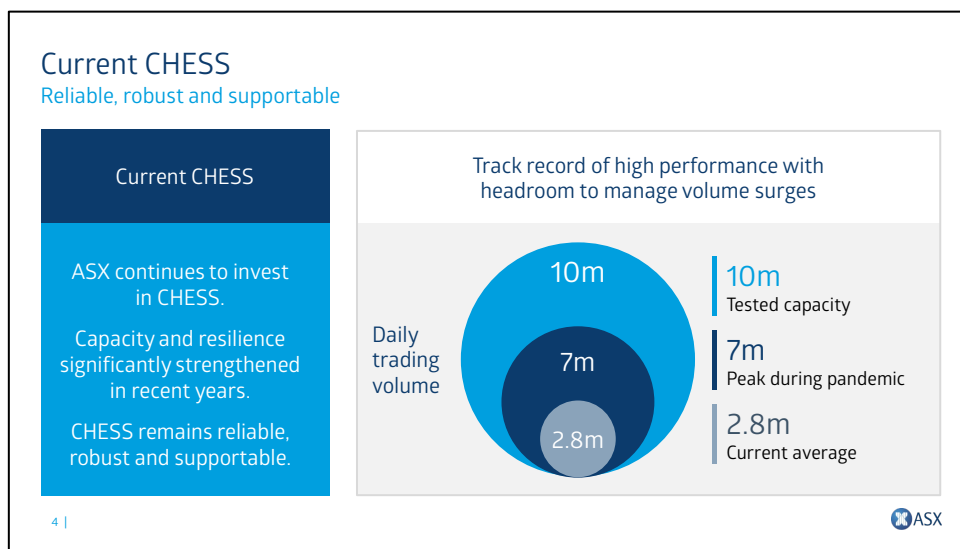 Current CHESS
Reliable, robust and supportable
Current CHESS
ASX continues to invest
in CHESS.
Capacity and resilience
significantly strengthened
in recent years.
CHESS remains reliable,
robust and supportable.
Track record of high performance with
headroom to manage volume surges
Daily
trading
volume
10m
7m
2.8m
10m
Tested capacity
7m
Peak during pandemic
2.8m
Current average
4 |
ASX